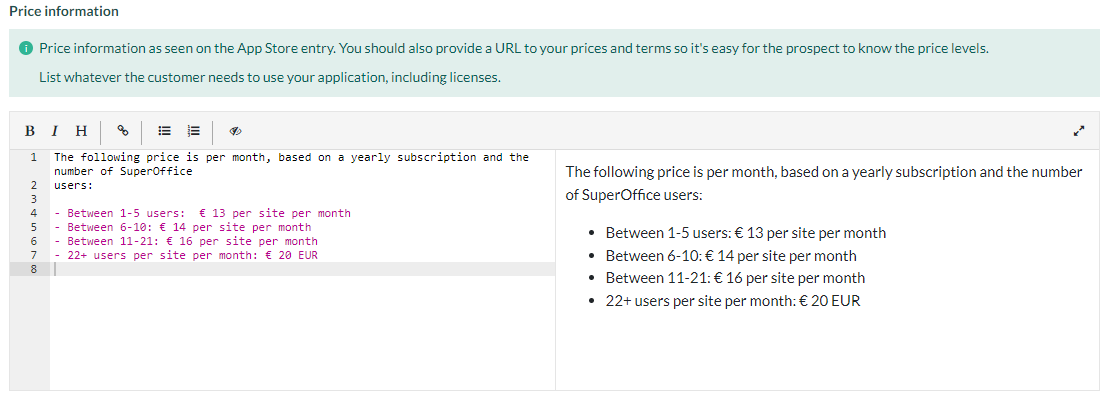 Price information
Price information as seen on the App Store entry. You should also provide a URL to your prices and terms so it's easy for the prospect to know the price levels.
List whatever the customer needs to use your application, including licenses.
B I H
1 The following price is per month, based on a yearly subscription and the
number of SuperOffice
2 users:
3
4 - Between 1-5 users:  € 13 per site per month
5 - Between 6-10: € 14 per site per month
6 - Between 11-21: € 16 per site per month
7 - 22+ users per site per month: € 20 EUR
8
The following price is per month, based on a yearly subscription and the number
of SuperOffice users:
• Between 1-5 users: € 13 per site per month
• Between 6-10: € 14 per site per month
• Between 11-21: € 16 per site per month
• 22+ users per site per month: € 20 EUR